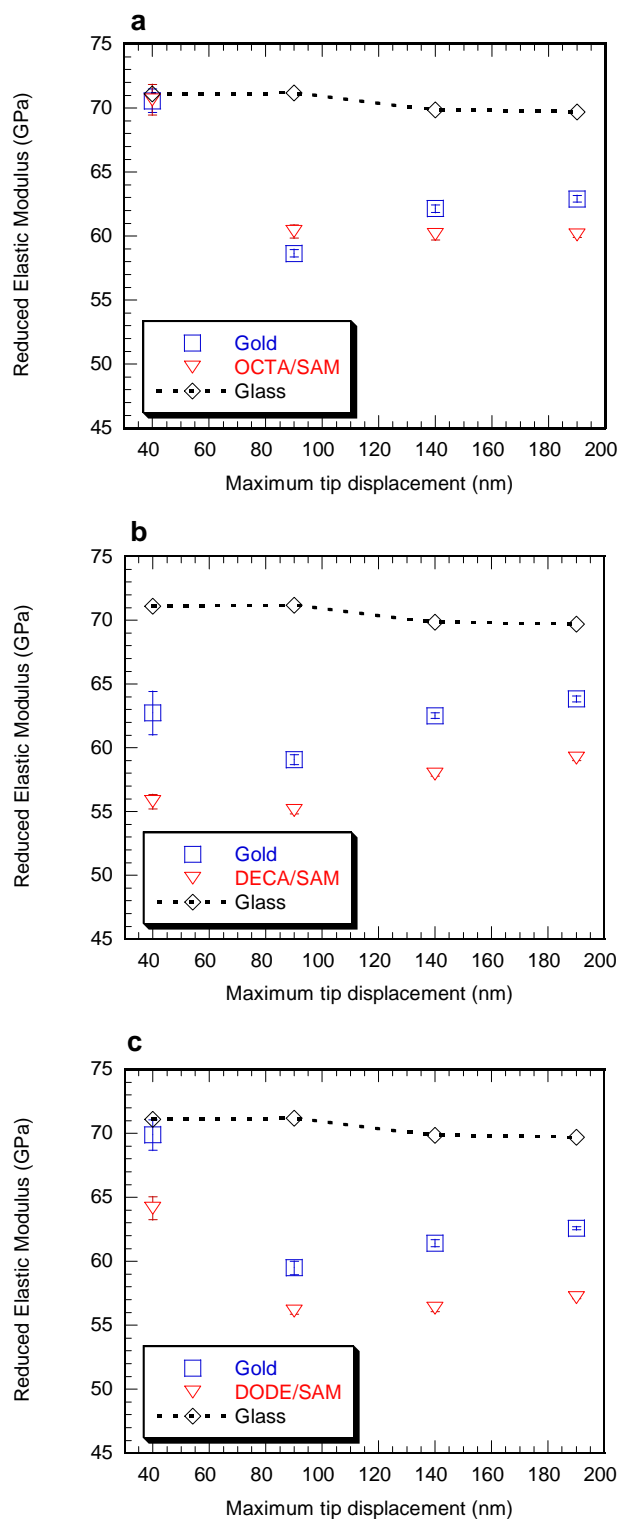 a
75
70
65
60
55
50
45
Reduced Elastic Modulus (GPa)
Gold
OCTA/SAM
Glass
40 60 80 100 120 140 160 180 200
Maximum tip displacement (nm)
b
75
70
65
60
55
50
45
Reduced Elastic Modulus (GPa)
Gold
DECA/SAM
Glass
40 60 80 100 120 140 160 180 200
Maximum tip displacement (nm)
c
75
70
65
60
55
50
45
Reduced Elastic Modulus (GPa)
Gold
DODE/SAM
Glass
40 60 80 100 120 140 160 180 200
Maximum tip displacement (nm)